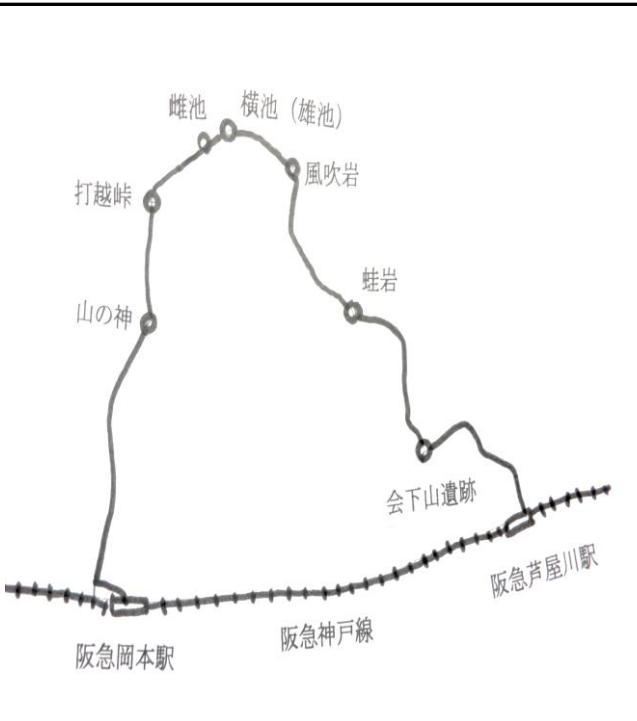 雌池
横池（雄池）
風吹岩
打越峠
蛙岩
山の神
会下山遺跡
阪急芦屋川駅
阪急神戸線
阪急岡本駅